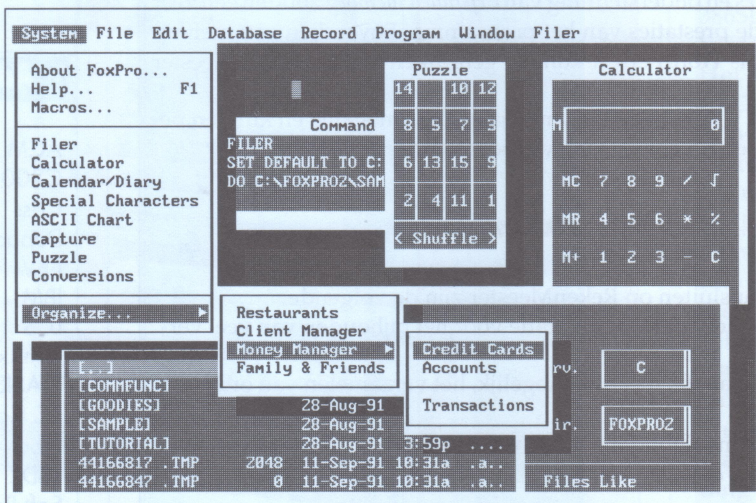 System File Edit Database Record Program Window Filer
About FoxPro...
Help... F1
Macros...
Filer
Calculator
Calendar/Diary
Special Characters
ASCII Chart
Capture
Puzzle
Conversions
Organize...
Restaurants
Client Manager
Money Manager
Family & Friends
Credit Cards
Accounts
Transactions
Command
FILER
SET DEFAULT TO C:
DO C:\FOXPRO2\SAM
Puzzle
14 10 12
8 5 7 3
6 13 15 9
2 4 11 1
< Shuffle >
Calculator
M 0
MC 7 8 9 / √
MR 4 5 6 * %
M+ 1 2 3 - C
[..]
[COMMFUNC]
[GOODIES] 28-Aug-91
[SAMPLE] 28-Aug-91
[TUTORIAL] 28-Aug-91 3:59p ....
44166817 .TMP 2048 11-Sep-91 10:31a .a..
44166847 .TMP 0 11-Sep-91 10:31a .a..
rv. C
ir. FOXPRO2
Files Like